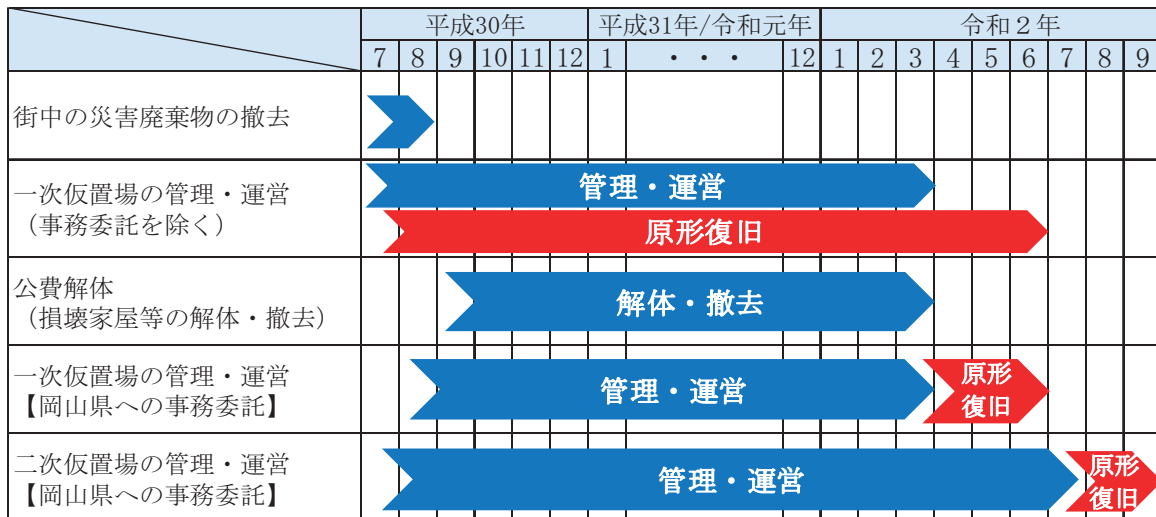 平成30年 平成31年/令和元年 令和２年
7 8 9 10 11 12 1 ・・・ 12 1 2 3 4 5 6 7 8 9
街中の災害廃棄物の撤去
一次仮置場の管理・運営
（事務委託を除く）
管理・運営
原形復旧
公費解体
（損壊家屋等の解体・撤去）
解体・撤去
一次仮置場の管理・運営
【岡山県への事務委託】
管理・運営
原形
復旧
二次仮置場の管理・運営
【岡山県への事務委託】
管理・運営
原形
復旧